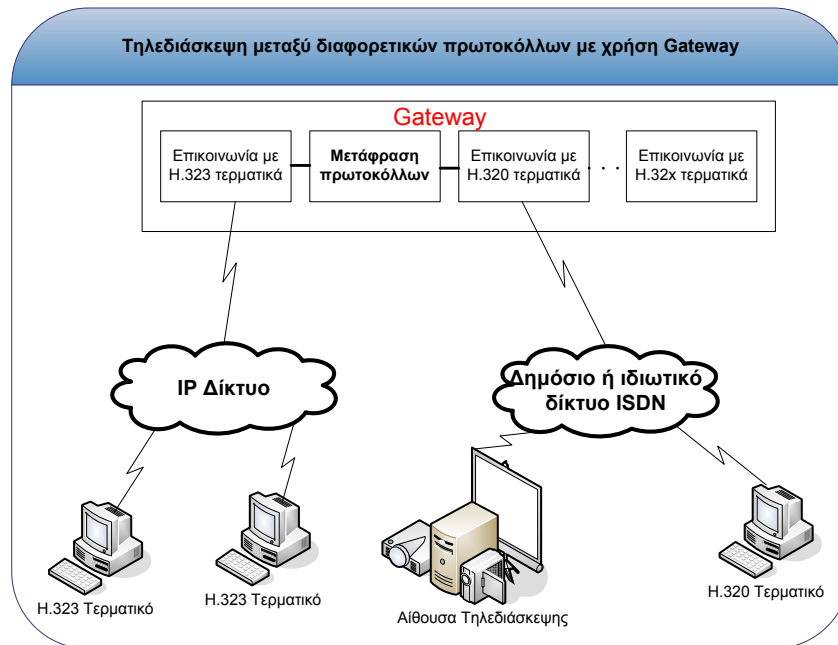 Τηλεδιάσκεψη μεταξύ διαφορετικών πρωτοκόλλων με χρήση Gateway
Gateway
Επικοινωνία με
H.323 τερματικά
Μετάφραση
πρωτοκόλλων
Επικοινωνία με
H.320 τερματικά
. . .
Επικοινωνία με
H.32x τερματικά
IP Δίκτυο
Δημόσιο ή ιδιωτικό
δίκτυο ISDN
H.323 Τερματικό
H.323 Τερματικό
Αίθουσα Τηλεδιάσκεψης
H.320 Τερματικό